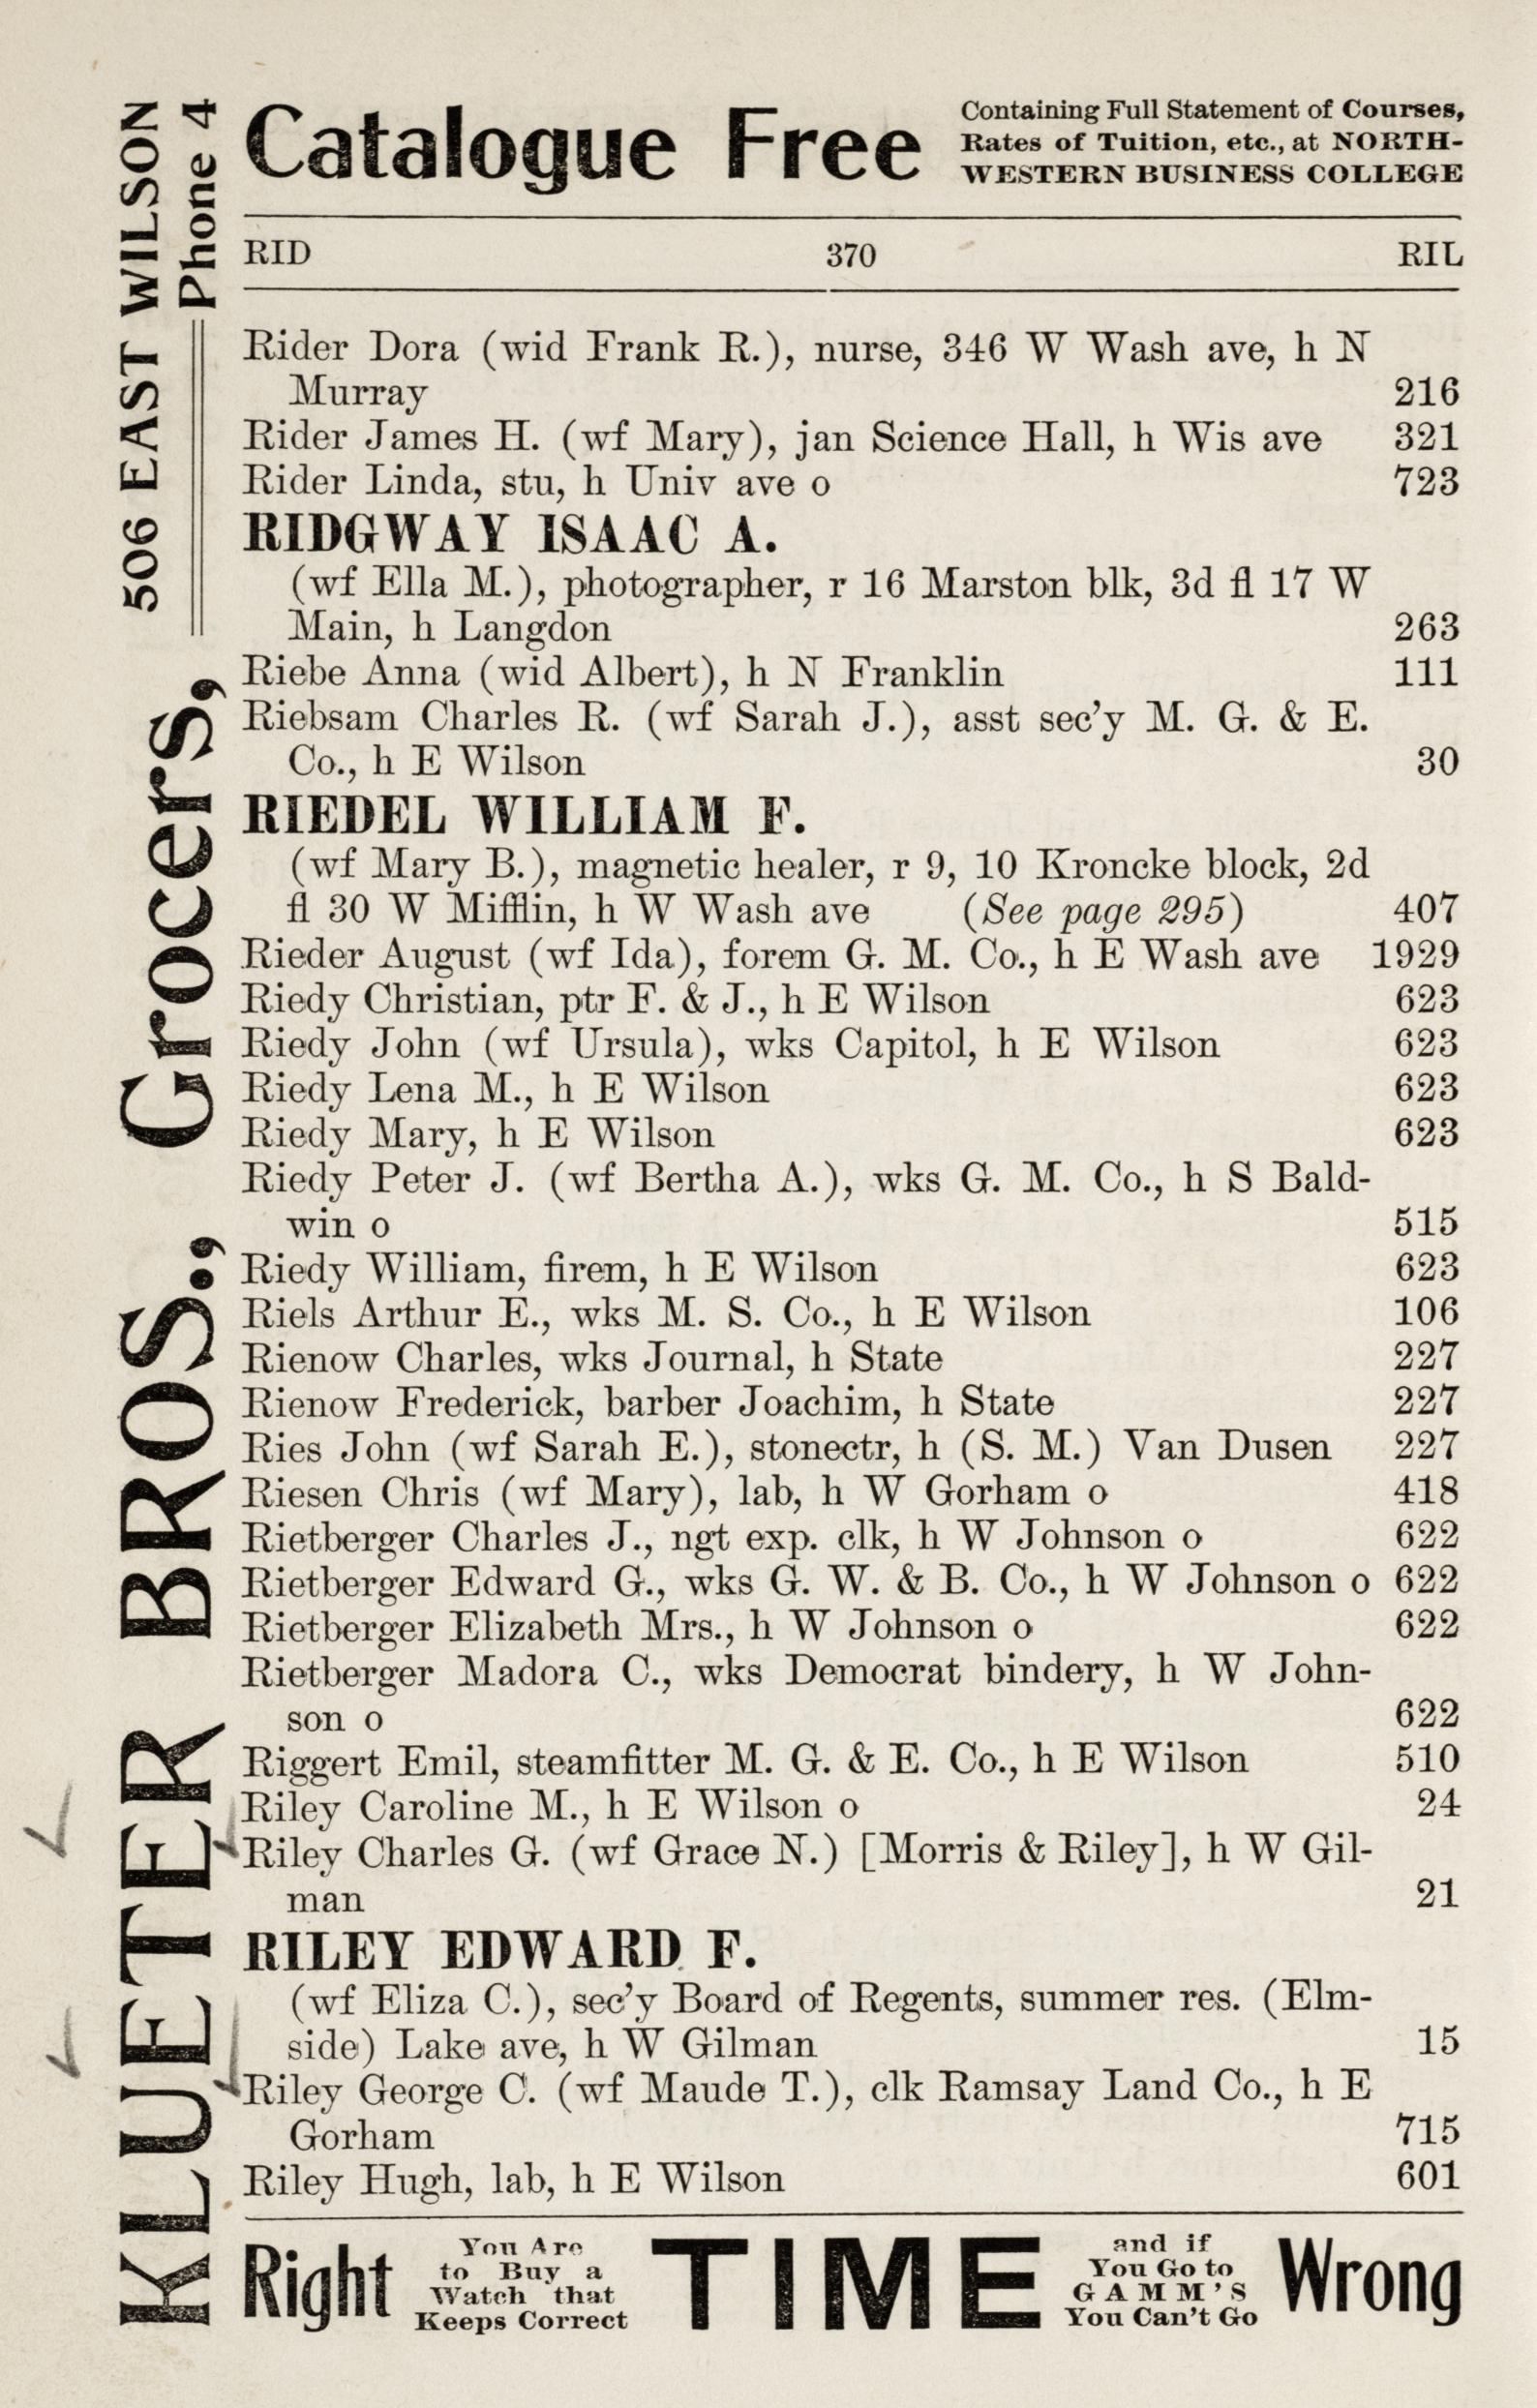 Catalogue Free
Containing Full Statement of Courses,
Rates of Tuition, etc., at NORTH-
WESTERN BUSINESS COLLEGE
RID 370 RIL
Rider Dora (wid Frank R.), nurse, 346 W Wash ave, h N
Murray 216
Rider James H. (wf Mary), jan Science Hall, h Wis ave 321
Rider Linda, stu, h Univ ave o 723
RIDGWAY ISAAC A.
(wf Ella M.), photographer, r 16 Marston blk, 3d fl 17 W
Main, h Langdon 263
Riebe Anna (wid Albert), h N Franklin 111
Riebsam Charles R. (wf Sarah J.), asst sec'y M. G. & E.
Co., h E Wilson 30
RIEDEL WILLIAM F.
(wf Mary B.), magnetic healer, r 9, 10 Kroncke block, 2d
fl 30 W Mifflin, h W Wash ave (See page 295) 407
Rieder August (wf Ida), forem G. M. Co., h E Wash ave 1929
Riedy Christian, ptr F. & J., h E Wilson 623
Riedy John (wf Ursula), wks Capitol, h E Wilson 623
Riedy Lena M., h E Wilson 623
Riedy Mary, h E Wilson 623
Riedy Peter J. (wf Bertha A.), wks G. M. Co., h S Bald-
win o 515
Riedy William, firem, h E Wilson 623
Riels Arthur E., wks M. S. Co., h E Wilson 106
Rienow Charles, wks Journal, h State 227
Rienow Frederick, barber Joachim, h State 227
Ries John (wf Sarah E.), stonectr, h (S. M.) Van Dusen 227
Riesen Chris (wf Mary), lab, h W Gorham o 418
Rietberger Charles J., ngt exp. clk, h W Johnson o 622
Rietberger Edward G., wks G. W. & B. Co., h W Johnson o 622
Rietberger Elizabeth Mrs., h W Johnson o 622
Rietberger Madora C., wks Democrat bindery, h W John-
son o 622
Riggert Emil, steamfitter M. G. & E. Co., h E Wilson 510
Riley Caroline M., h E Wilson o 24
Riley Charles G. (wf Grace N.) [Morris & Riley], h W Gil-
man 21
RILEY EDWARD F.
(wf Eliza C.), sec'y Board of Regents, summer res. (Elm-
side) Lake ave, h W Gilman 15
Riley George C. (wf Maude T.), clk Ramsay Land Co., h E
Gorham 715
Riley Hugh, lab, h E Wilson 601
KLUETER BROS., Grocers,
506 EAST WILSON
Phone 4
Right
You Are
to Buy a
Watch that
Keeps Correct
TIME
and if
You Go to
GAMM'S
You Can't Go
Wrong